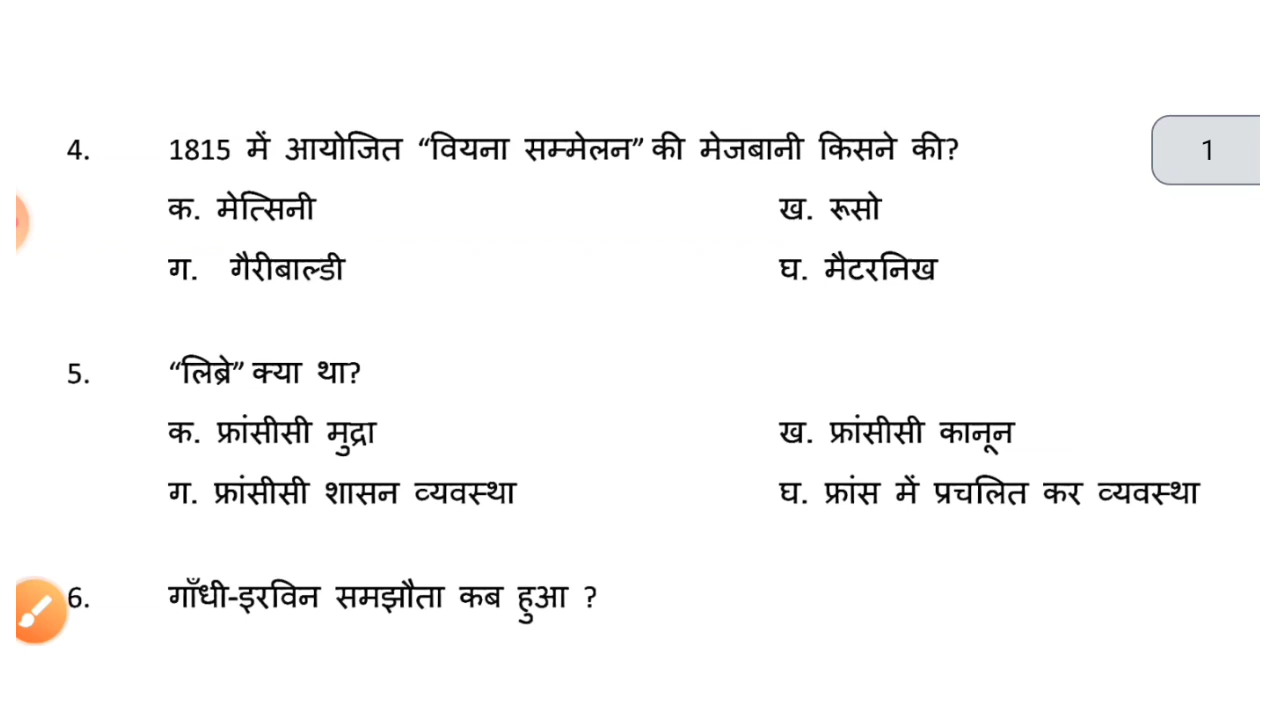 4. 1815 में आयोजित “वियना सम्मेलन” की मेजबानी किसने की? 1
क. मेत्सिनी ख. रूसो
ग. गैरीबाल्डी घ. मैटरनिख
5. “लिब्रे” क्या था?
क. फ्रांसीसी मुद्रा ख. फ्रांसीसी कानून
ग. फ्रांसीसी शासन व्यवस्था घ. फ्रांस में प्रचलित कर व्यवस्था
6. गाँधी-इरविन समझौता कब हुआ ?